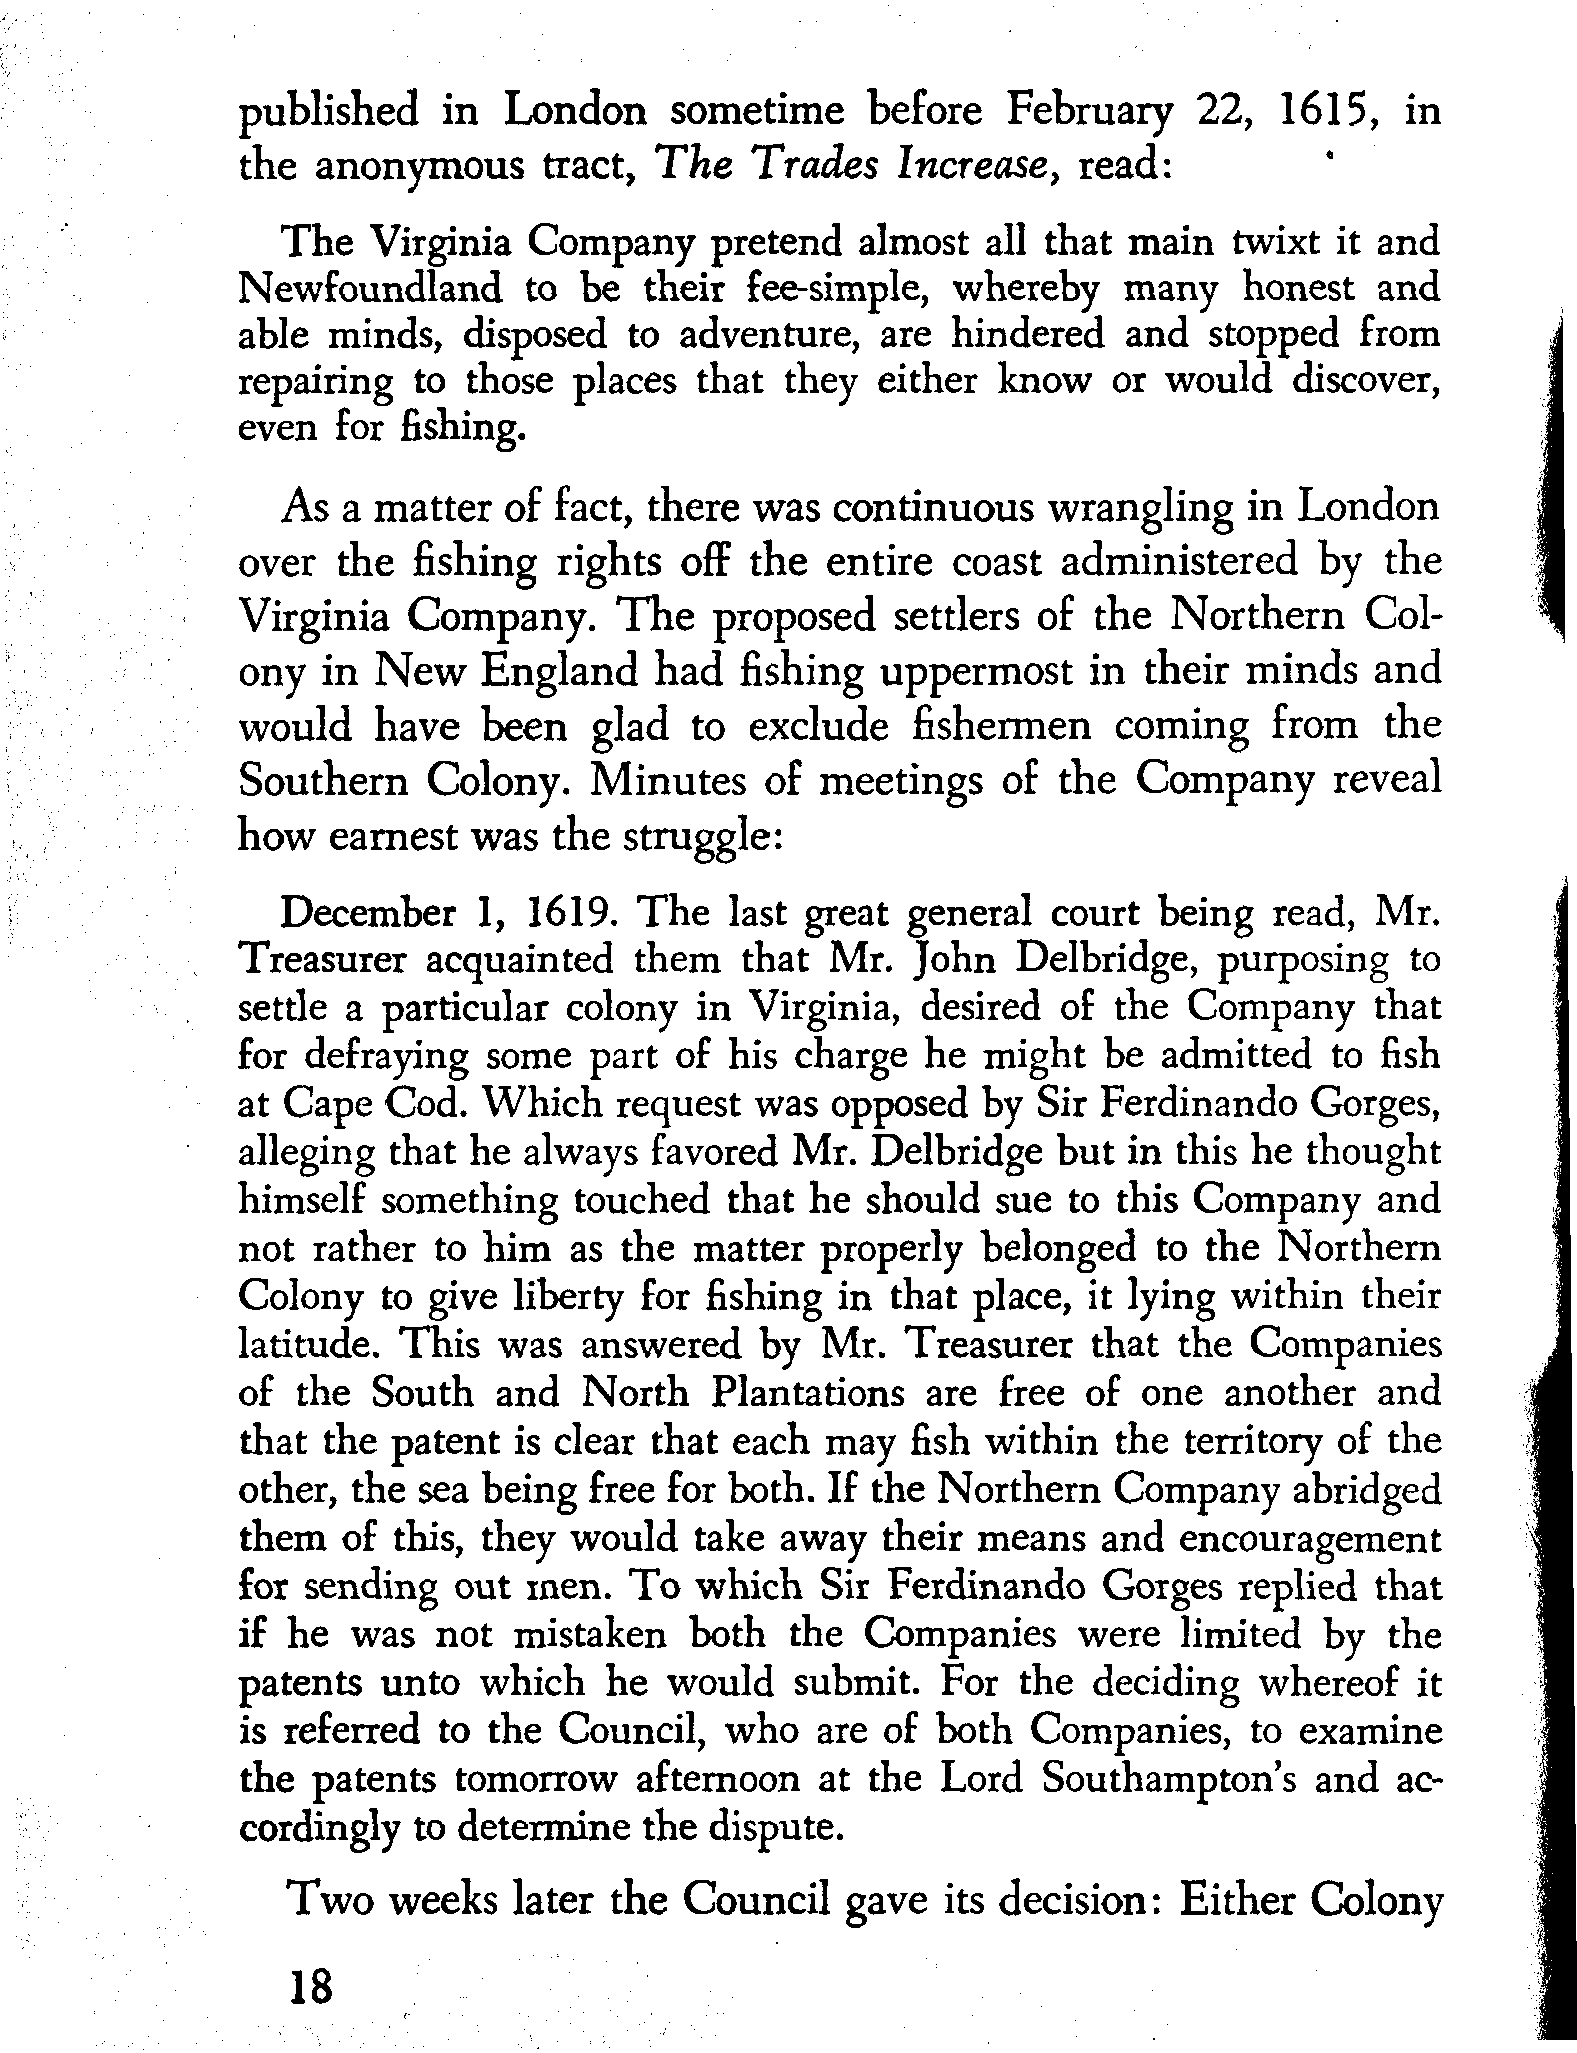 published in London sometime before February 22, 1615, in
the anonymous tract, The Trades Increase, read:
The Virginia Company pretend almost all that main twixt it and
Newfoundland to be their fee-simple, whereby many honest and
able minds, disposed to adventure, are hindered and stopped from
repairing to those places that they either know or would discover,
even for fishing.
As a matter of fact, there was continuous wrangling in London
over the fishing rights off the entire coast administered by the
Virginia Company. The proposed settlers of the Northern Col-
ony in New England had fishing uppermost in their minds and
would have been glad to exclude fishermen coming from the
Southern Colony. Minutes of meetings of the Company reveal
how earnest was the struggle:
December 1, 1619. The last great general court being read, Mr.
Treasurer acquainted them that Mr. John Delbridge, purposing to
settle a particular colony in Virginia, desired of the Company that
for defraying some part of his charge he might be admitted to fish
at Cape Cod. Which request was opposed by Sir Ferdinando Gorges,
alleging that he always favored Mr. Delbridge but in this he thought
himself something touched that he should sue to this Company and
not rather to him as the matter properly belonged to the Northern
Colony to give liberty for fishing in that place, it lying within their
latitude. This was answered by Mr. Treasurer that the Companies
of the South and North Plantations are free of one another and
that the patent is clear that each may fish within the territory of the
other, the sea being free for both. If the Northern Company abridged
them of this, they would take away their means and encouragement
for sending out men. To which Sir Ferdinando Gorges replied that
if he was not mistaken both the Companies were limited by the
patents unto which he would submit. For the deciding whereof it
is referred to the Council, who are of both Companies, to examine
the patents tomorrow afternoon at the Lord Southampton's and ac-
cordingly to determine the dispute.
Two weeks later the Council gave its decision: Either Colony
18